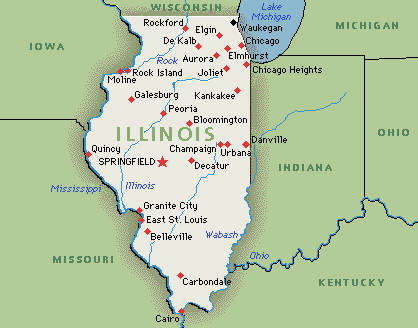 WISCONSIN
Lake
Michigan
Rockford
Waukegan
MICHIGAN
Elgin
De Kalb
Chicago
IOWA
Aurora
Elmhurst
Rock
Joliet
Rock Island
Chicago Heights
Moline
Galesburg
Kankakee
Peoria
Bloomington
ILLINOIS
OHIO
Quincy
Champaign
Danville
Urbana
SPRINGFIELD
Decatur
INDIANA
Mississippi
Illinois
Granite City
East St. Louis
Belleville
Wabash
MISSOURI
Ohio
Carbondale
KENTUCKY
Cairo